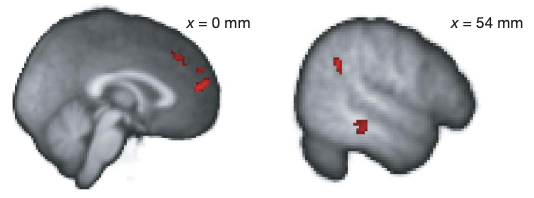 x = 0 mm
x = 54 mm